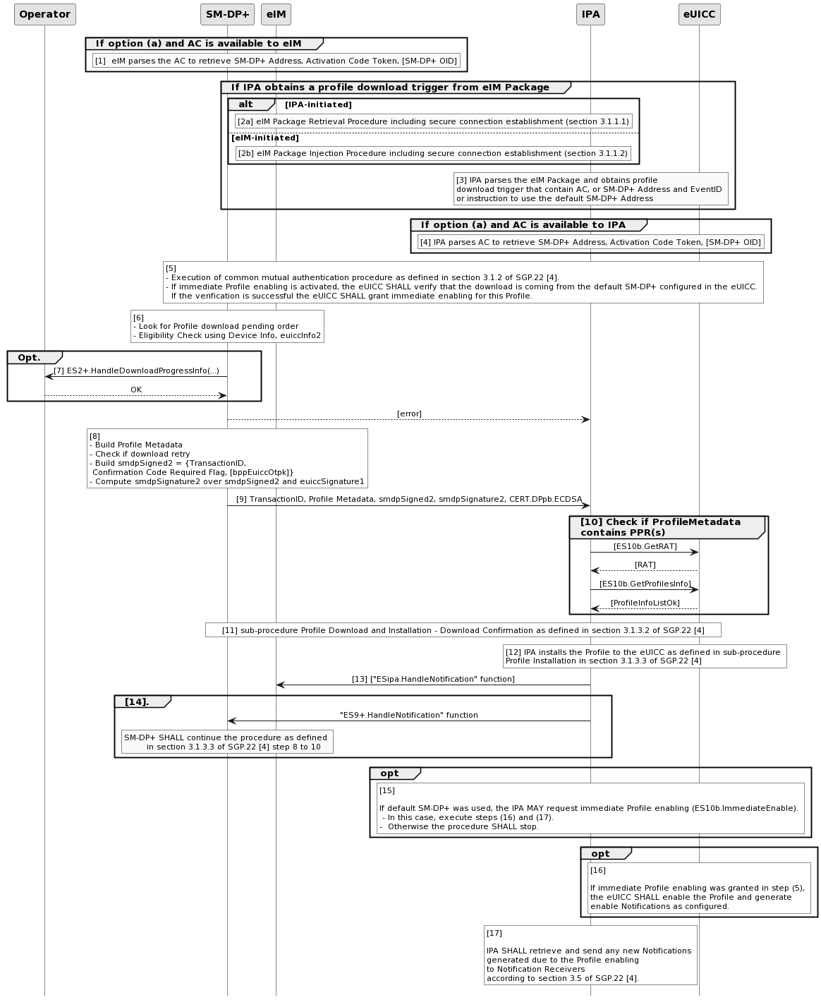 Operator SM-DP+ eIM IPA eUICC
If option (a) and AC is available to eIM
[1] eIM parses the AC to retrieve SM-DP+ Address, Activation Code Token, [SM-DP+ OID]
If IPA obtains a profile download trigger from eIM Package
alt [IPA-initiated]
[2a] eIM Package Retrieval Procedure including secure connection establishment (section 3.1.1.1)
[eIM-initiated]
[2b] eIM Package Injection Procedure including secure connection establishment (section 3.1.1.2)
[3] IPA parses the eIM Package and obtains profile
download trigger that contain AC, or SM-DP+ Address and EventID
or instruction to use the default SM-DP+ Address
If option (a) and AC is available to IPA
[4] IPA parses AC to retrieve SM-DP+ Address, Activation Code Token, [SM-DP+ OID]
[5]
- Execution of common mutual authentication procedure as defined in section 3.1.2 of SGP.22 [4].
- If immediate Profile enabling is activated, the eUICC SHALL verify that the download is coming from the default SM-DP+ configured in the eUICC.
If the verification is successful the eUICC SHALL grant immediate enabling for this Profile.
[6]
- Look for Profile download pending order
- Eligibility Check using Device Info, euiccInfo2
Opt.
[7] ES2+.HandleDownloadProgressInfo(...)
OK
[error]
[8]
- Build Profile Metadata
- Check if download retry
- Build smdpSigned2 = {TransactionID,
Confirmation Code Required Flag, [bppEuiccOtpk]}
- Compute smdpSignature2 over smdpSigned2 and euiccSignature1
[9] TransactionID, Profile Metadata, smdpSigned2, smdpSignature2, CERT.DPpb.ECDSA
[10] Check if ProfileMetadata
contains PPR(s)
[ES10b.GetRAT]
[RAT]
[ES10b.GetProfilesInfo]
[ProfileInfoListOk]
[11] sub-procedure Profile Download and Installation - Download Confirmation as defined in section 3.1.3.2 of SGP.22 [4]
[12] IPA installs the Profile to the eUICC as defined in sub-procedure
Profile Installation in section 3.1.3.3 of SGP.22 [4]
[13] ["ESipa.HandleNotification" function]
[14].
"ES9+.HandleNotification" function
SM-DP+ SHALL continue the procedure as defined
in section 3.1.3.3 of SGP.22 [4] step 8 to 10
opt
[15]
If default SM-DP+ was used, the IPA MAY request immediate Profile enabling (ES10b.ImmediateEnable).
- In this case, execute steps (16) and (17).
- Otherwise the procedure SHALL stop.
opt
[16]
If immediate Profile enabling was granted in step (5),
the eUICC SHALL enable the Profile and generate
enable Notifications as configured.
[17]
IPA SHALL retrieve and send any new Notifications
generated due to the Profile enabling
to Notification Receivers
according to section 3.5 of SGP.22 [4].